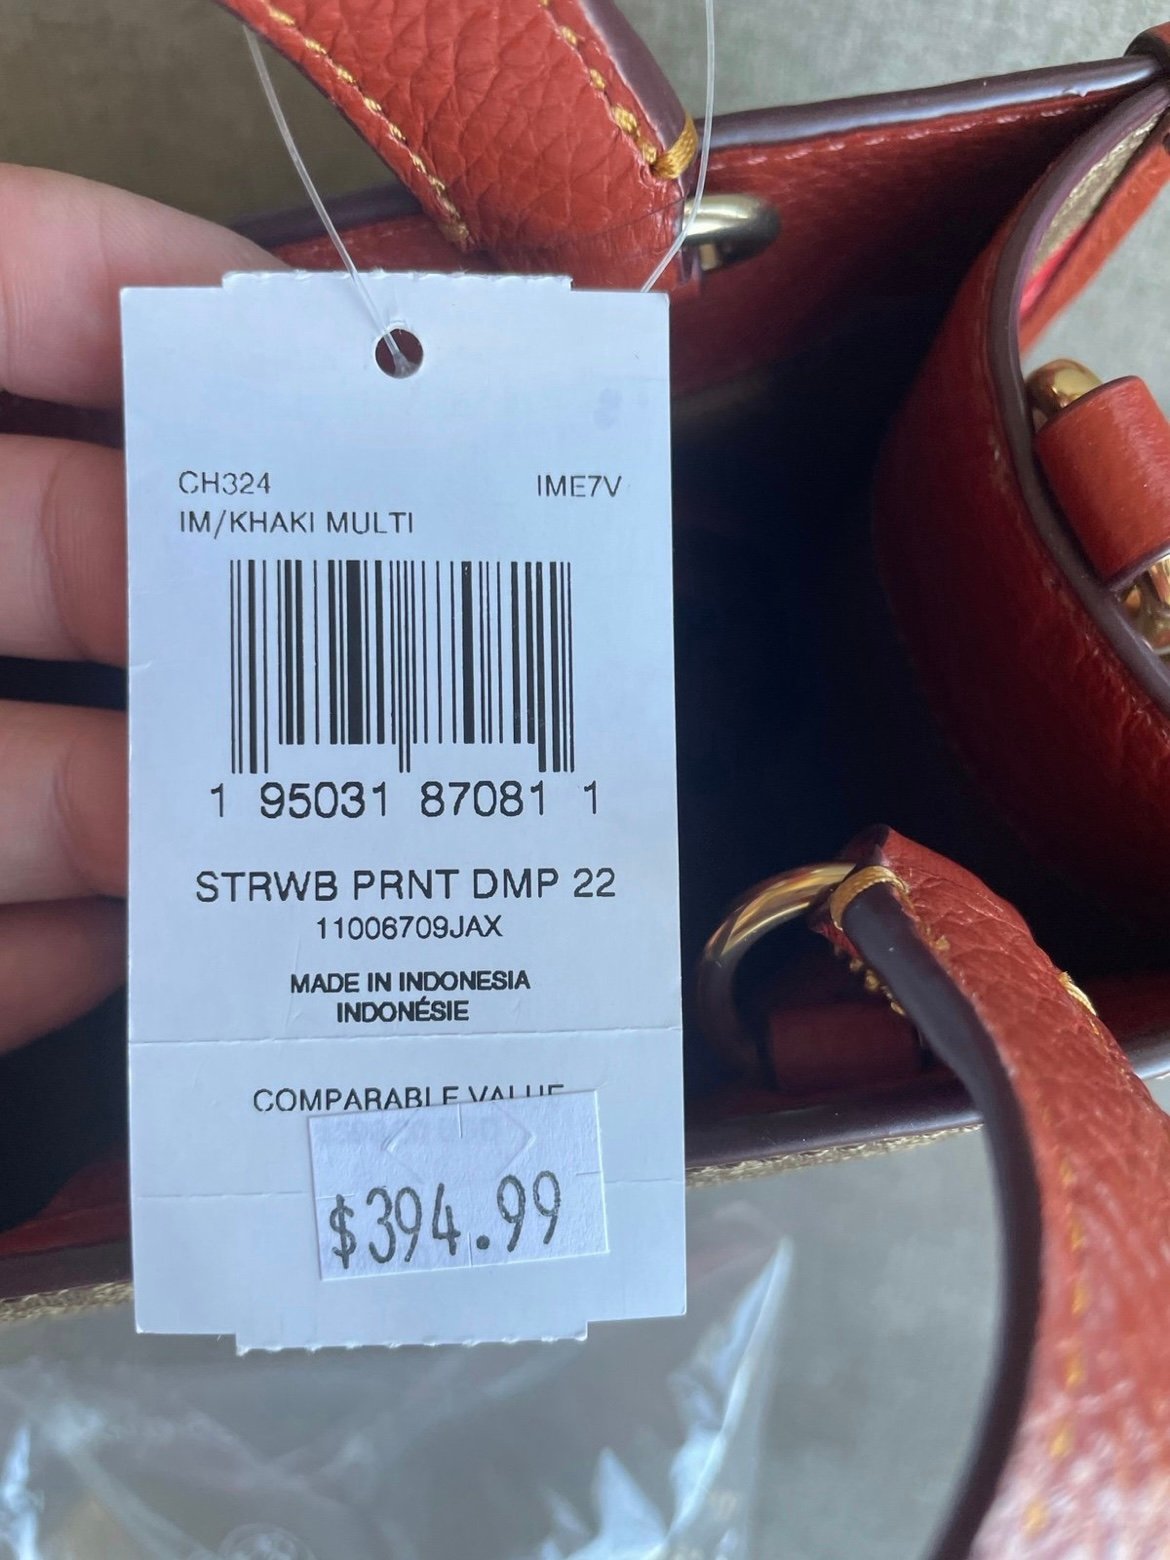 CH324 IME7V
IM/KHAKI MULTI
1 95031 87081 1
STRWB PRNT DMP 22
11006709JAX
MADE IN INDONESIA
INDONÉSIE
COMPARABLE VALUE
$394.99